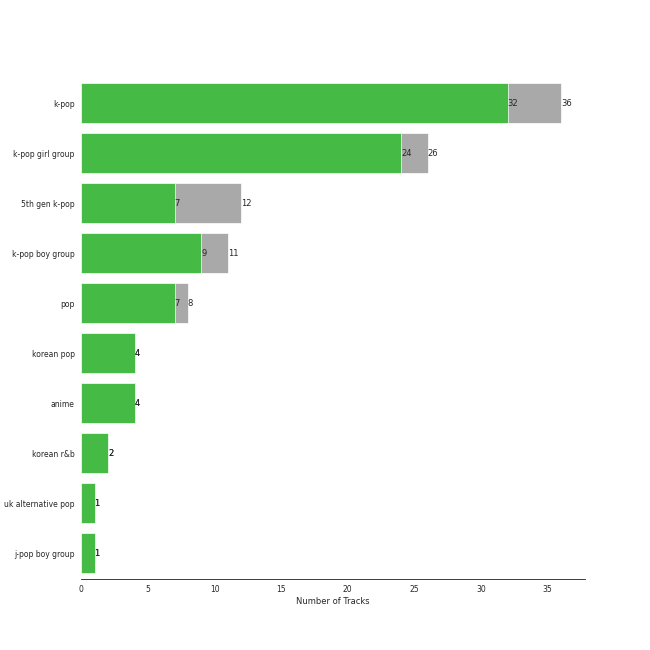 k-pop 32 36
k-pop girl group 24 26
5th gen k-pop 7 12
k-pop boy group 9 11
pop 7 8
korean pop 4
anime 4
korean r&b 2
uk alternative pop 1
j-pop boy group 1
0 5 10 15 20 25 30 35
Number of Tracks